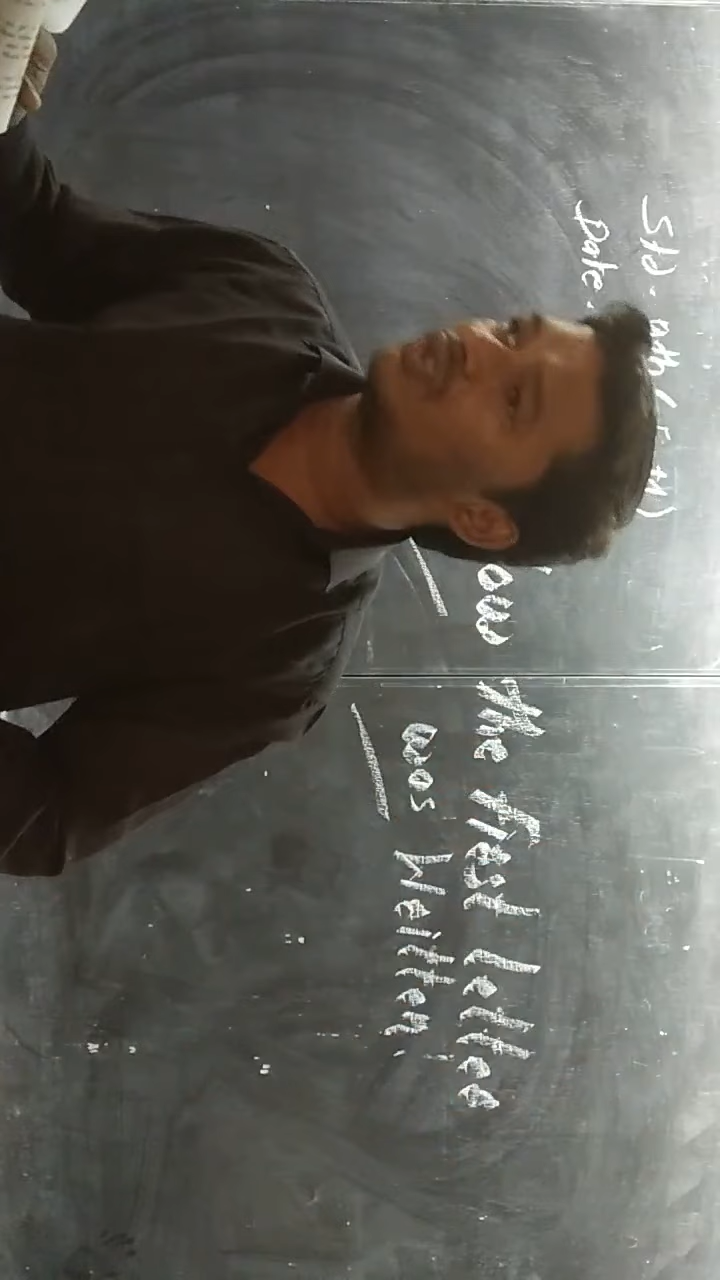 Std.
Date.
ow the first letter
was Written.